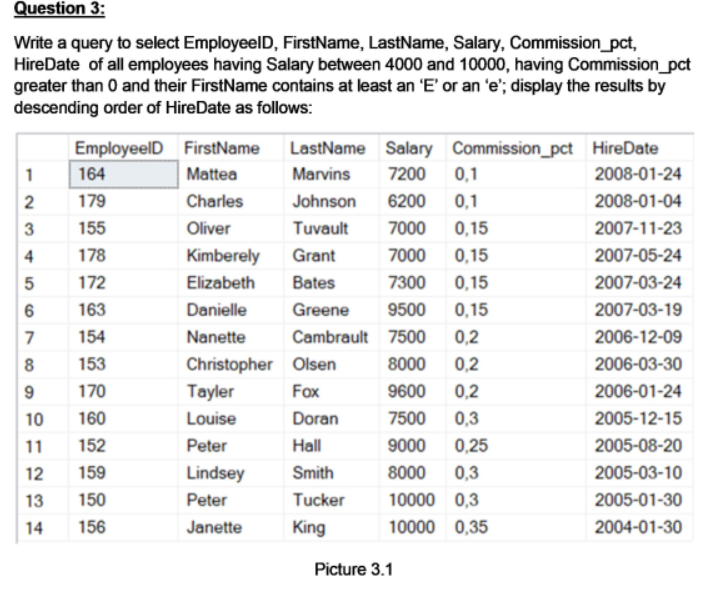 Question 3:
Write a query to select EmployeeID, FirstName, LastName, Salary, Commission_pct,
HireDate of all employees having Salary between 4000 and 10000, having Commission_pct
greater than 0 and their FirstName contains at least an ‘E’ or an ‘e’; display the results by
descending order of HireDate as follows:
EmployeeID FirstName LastName Salary Commission_pct HireDate
1 164 Mattea Marvins 7200 0,1 2008-01-24
2 179 Charles Johnson 6200 0,1 2008-01-04
3 155 Oliver Tuvault 7000 0,15 2007-11-23
4 178 Kimberely Grant 7000 0,15 2007-05-24
5 172 Elizabeth Bates 7300 0,15 2007-03-24
6 163 Danielle Greene 9500 0,15 2007-03-19
7 154 Nanette Cambrault 7500 0,2 2006-12-09
8 153 Christopher Olsen 8000 0,2 2006-03-30
9 170 Tayler Fox 9600 0,2 2006-01-24
10 160 Louise Doran 7500 0,3 2005-12-15
11 152 Peter Hall 9000 0,25 2005-08-20
12 159 Lindsey Smith 8000 0,3 2005-03-10
13 150 Peter Tucker 10000 0,3 2005-01-30
14 156 Janette King 10000 0,35 2004-01-30
Picture 3.1